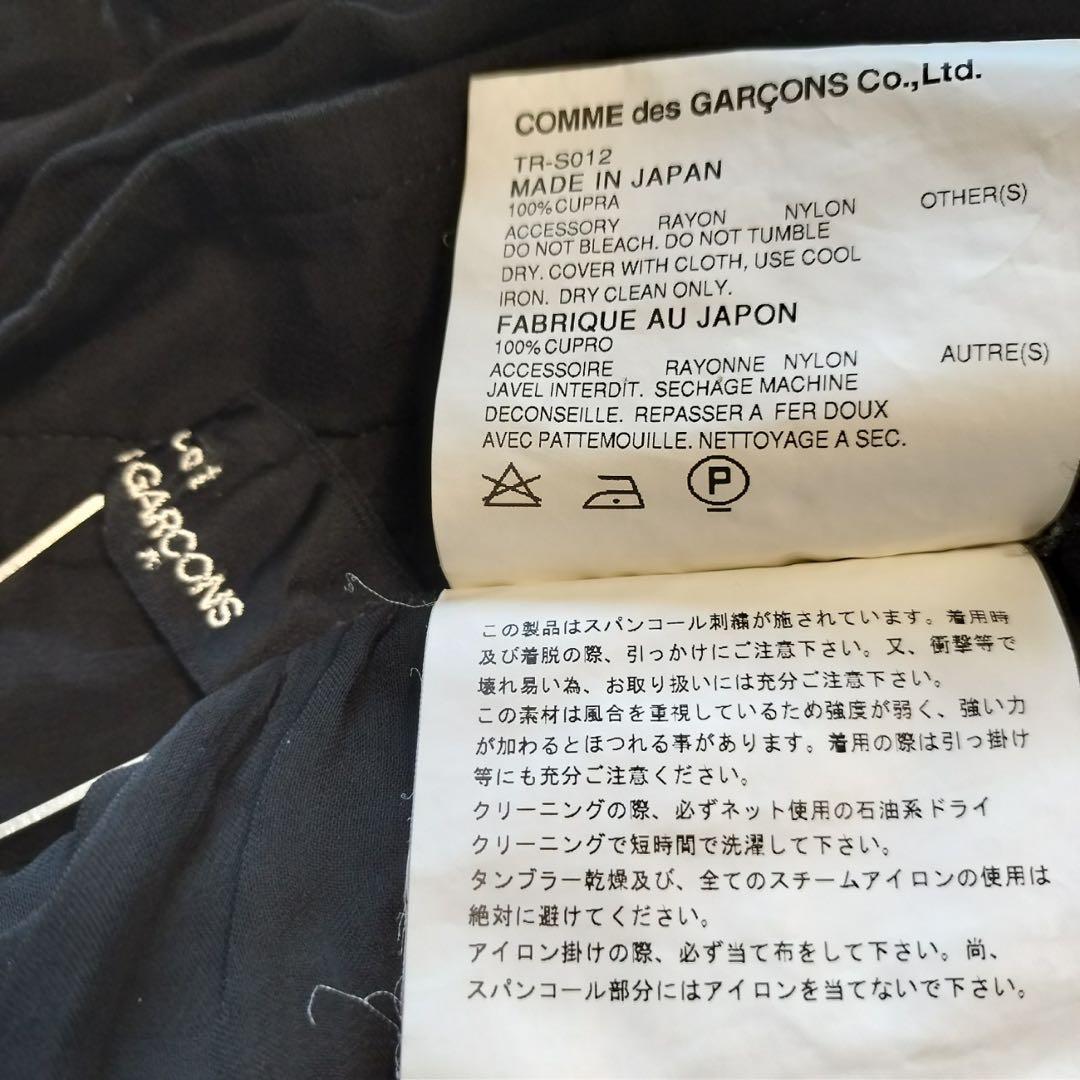 COMME des GARÇONS Co.,Ltd.
TR-S012
MADE IN JAPAN
100%CUPRA
ACCESSORY RAYON NYLON OTHER(S)
DO NOT BLEACH. DO NOT TUMBLE
DRY. COVER WITH CLOTH, USE COOL
IRON. DRY CLEAN ONLY.
FABRIQUE AU JAPON
100%CUPRO
ACCESSOIRE RAYONNE NYLON AUTRE(S)
JAVEL INTERDIT. SECHAGE MACHINE
DECONSEILLE. REPASSER A FER DOUX
AVEC PATTEMOUILLE. NETTOYAGE A SEC.
P
GARCONS
この製品はスパンコール刺繍が施されています。着用時
及び着脱の際、引っかけにご注意下さい。又、衝撃等で
壊れ易い為、お取り扱いには充分ご注意下さい。
この素材は風合を重視しているため強度が弱く、強い力
が加わるとほつれる事があります。着用の際は引っ掛け
等にも充分ご注意ください。
クリーニングの際、必ずネット使用の石油系ドライ
クリーニングで短時間で洗濯して下さい。
タンブラー乾燥及び、全てのスチームアイロンの使用は
絶対に避けてください。
アイロン掛けの際、必ず当て布をして下さい。尚、
スパンコール部分にはアイロンを当てないで下さい。